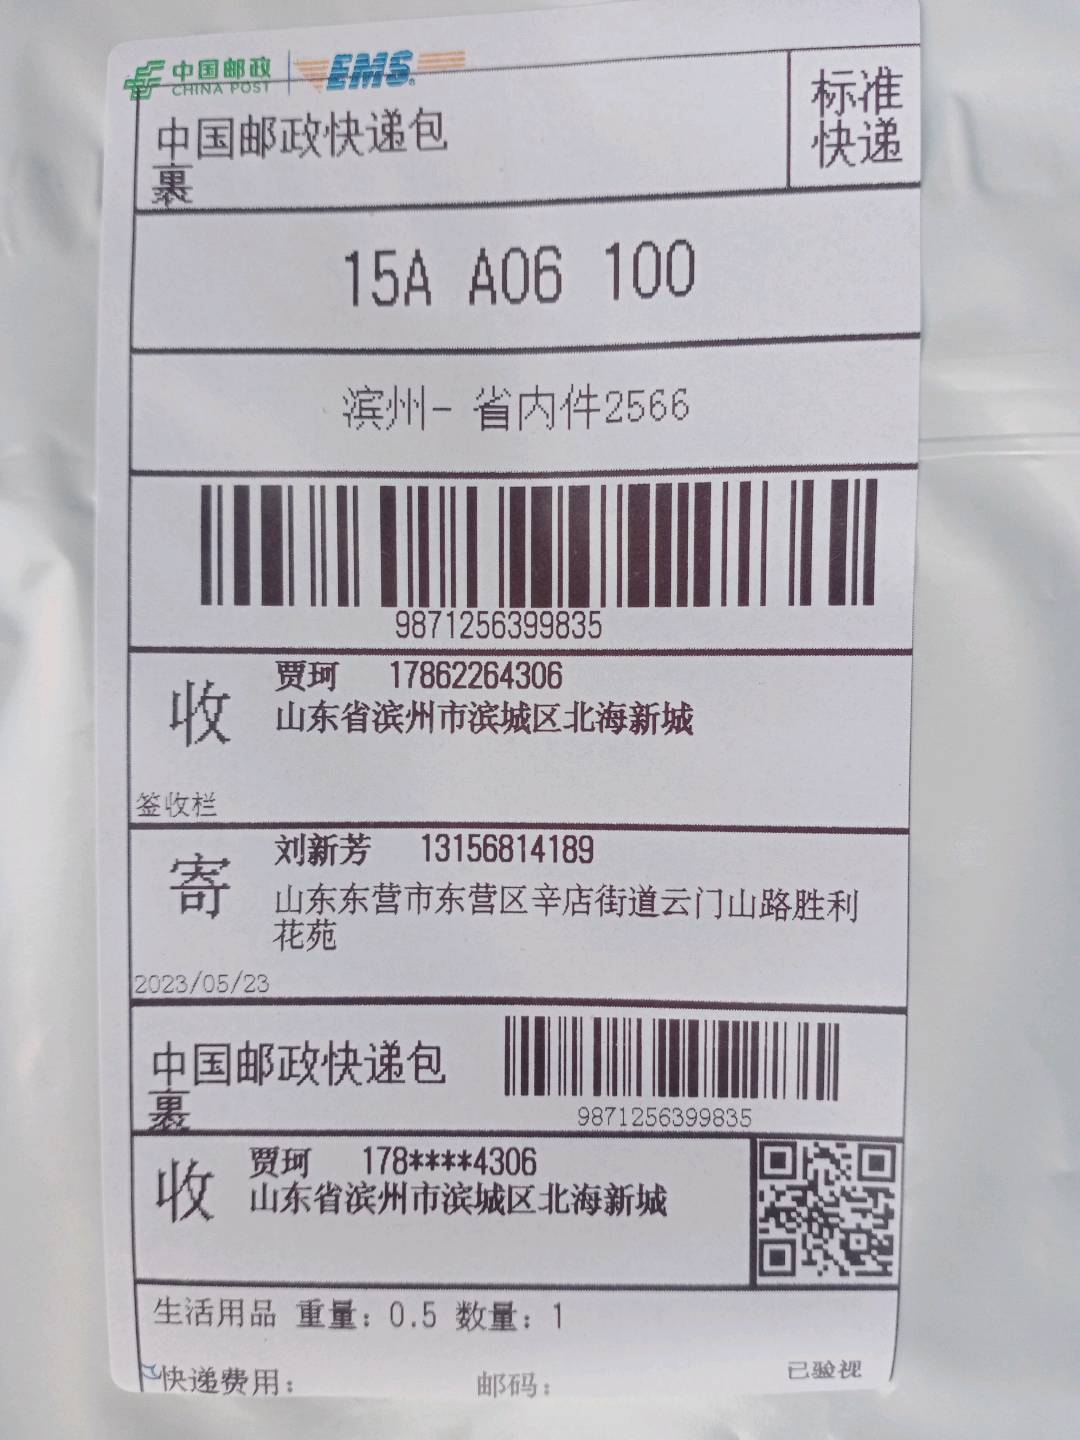 中国邮政
CHINA POST
EMS
中国邮政快递包
裹
标准
快递
15A A06 100
滨州- 省内件2566
9871256399835
收
贾珂 17862264306
山东省滨州市滨城区北海新城
签收栏
寄
刘新芳 13156814189
山东东营市东营区辛店街道云门山路胜利
花苑
2023/05/23
中国邮政快递包
裹
9871256399835
收
贾珂 178****4306
山东省滨州市滨城区北海新城
生活用品 重量：0.5 数量：1
快递费用： 邮码： 已验视